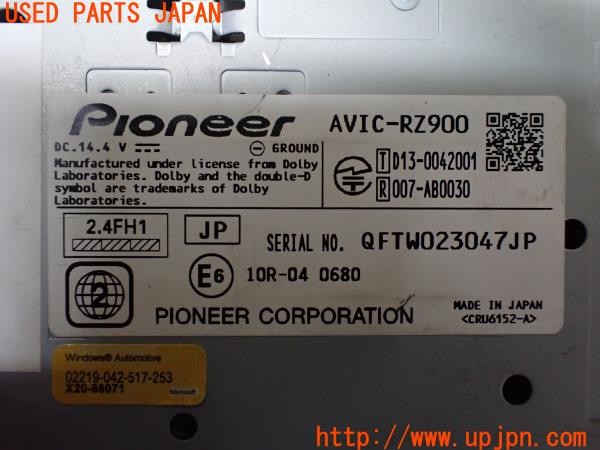 USED PARTS JAPAN
Pioneer
AVIC-RZ900
DC.14.4 V
GROUND
Manufactured under license from Dolby
Laboratories. Dolby and the double-D
symbol are trademarks of Dolby
Laboratories.
T D13-0042001
R 007-AB0030
2.4FH1
JP
SERIAL NO. QFTW023047JP
2
E6 10R-04 0680
PIONEER CORPORATION
MADE IN JAPAN
<CRU6152-A>
Windows® Automotive
02219-042-517-253
X20-68071
Microsoft
http://www.upjpn.com/